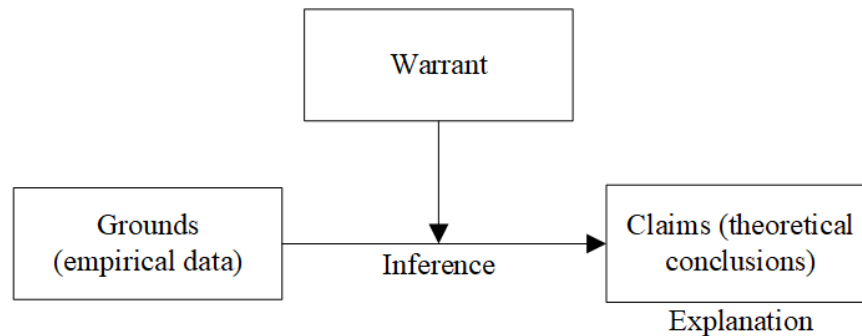 Warrant
Grounds
(empirical data)
Inference
Claims (theoretical
conclusions)
Explanation